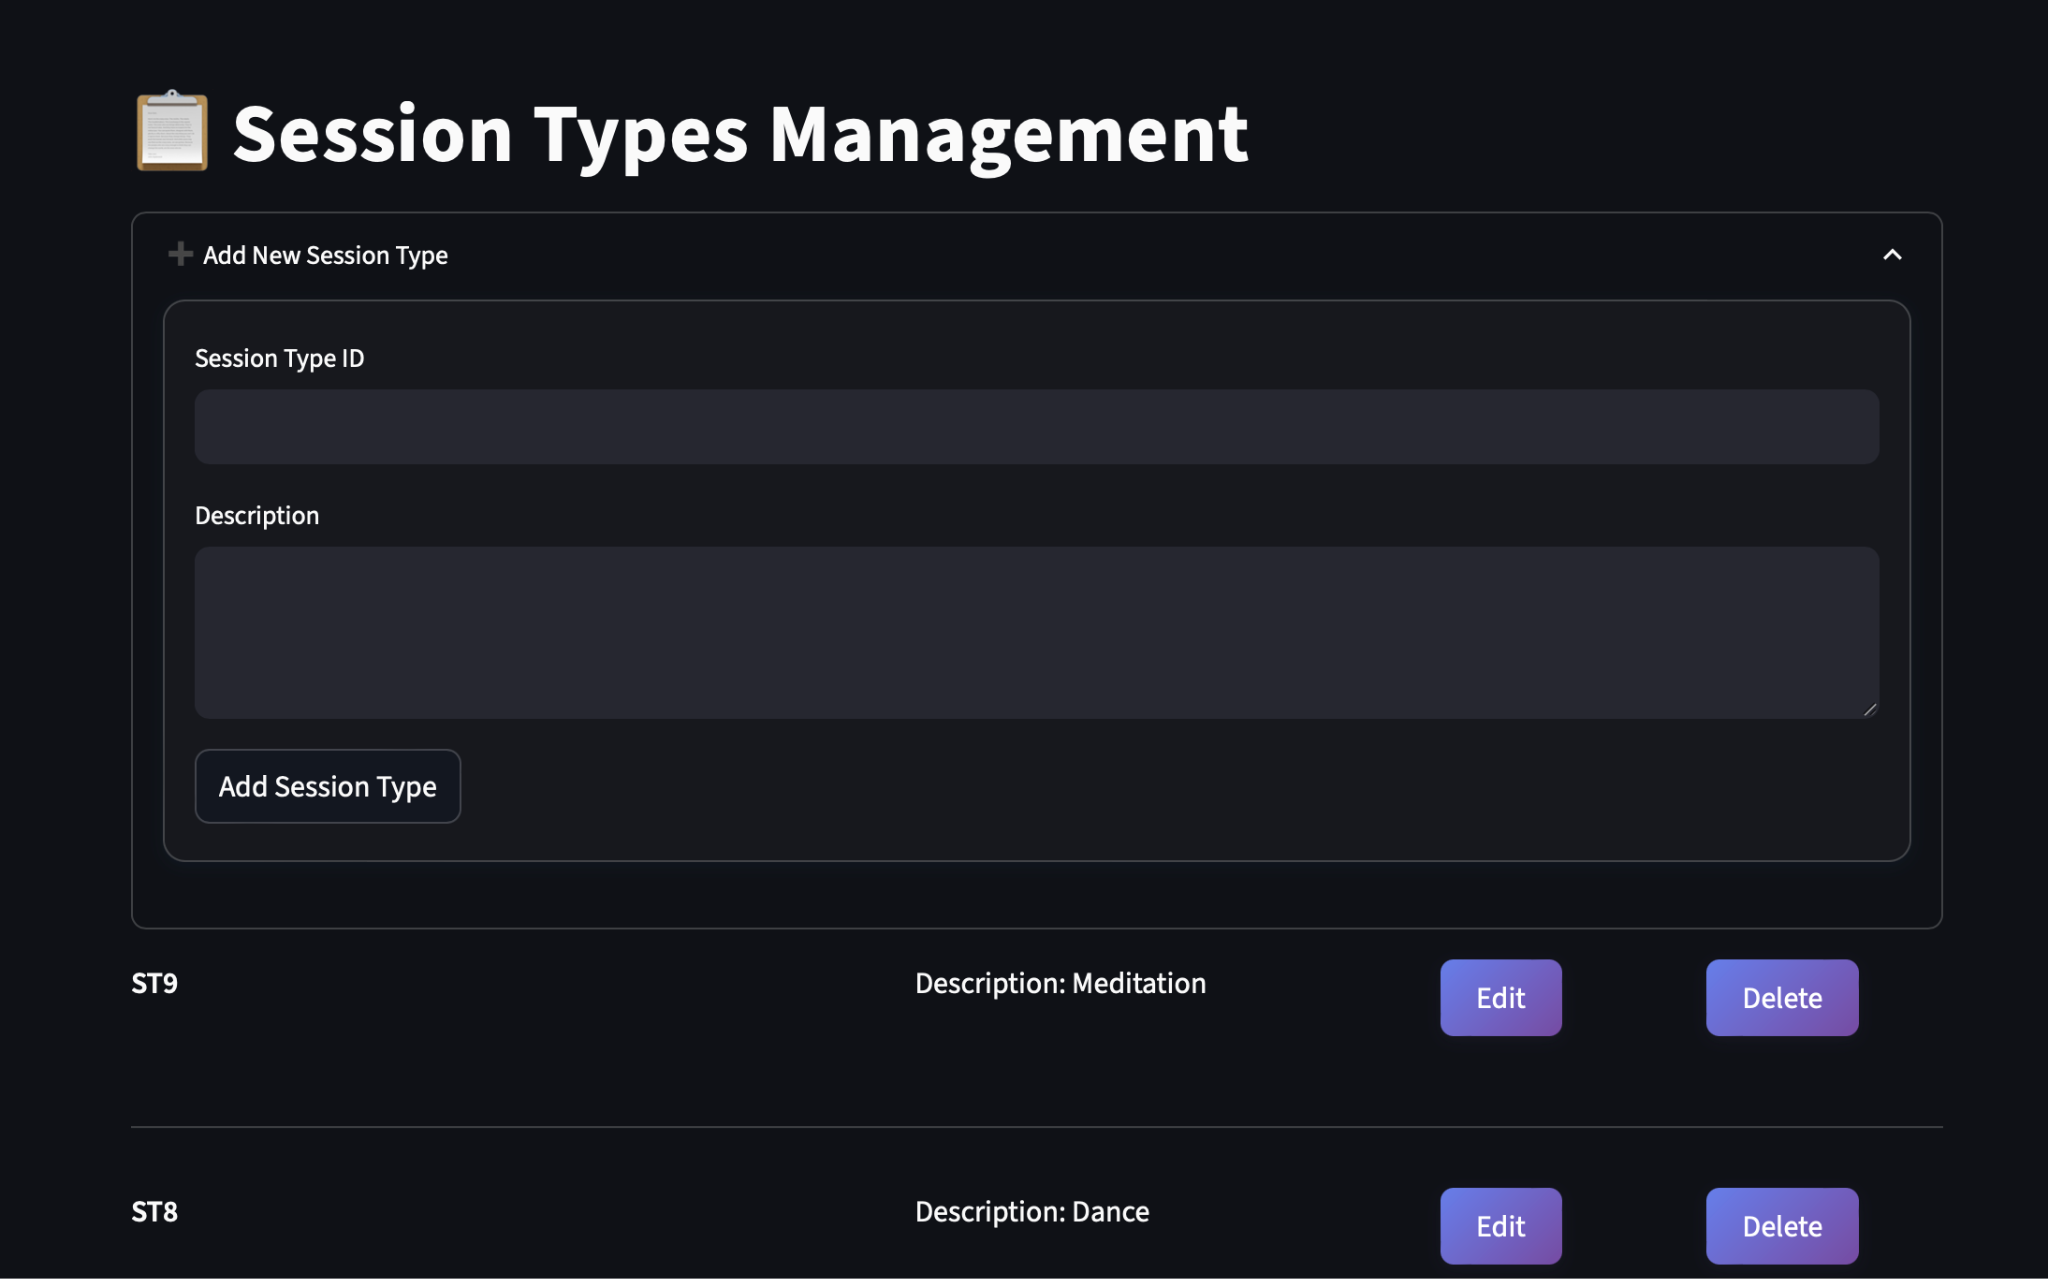 Session Types Management
Add New Session Type
Session Type ID
Description
Add Session Type
ST9 Description: Meditation Edit Delete
ST8 Description: Dance Edit Delete